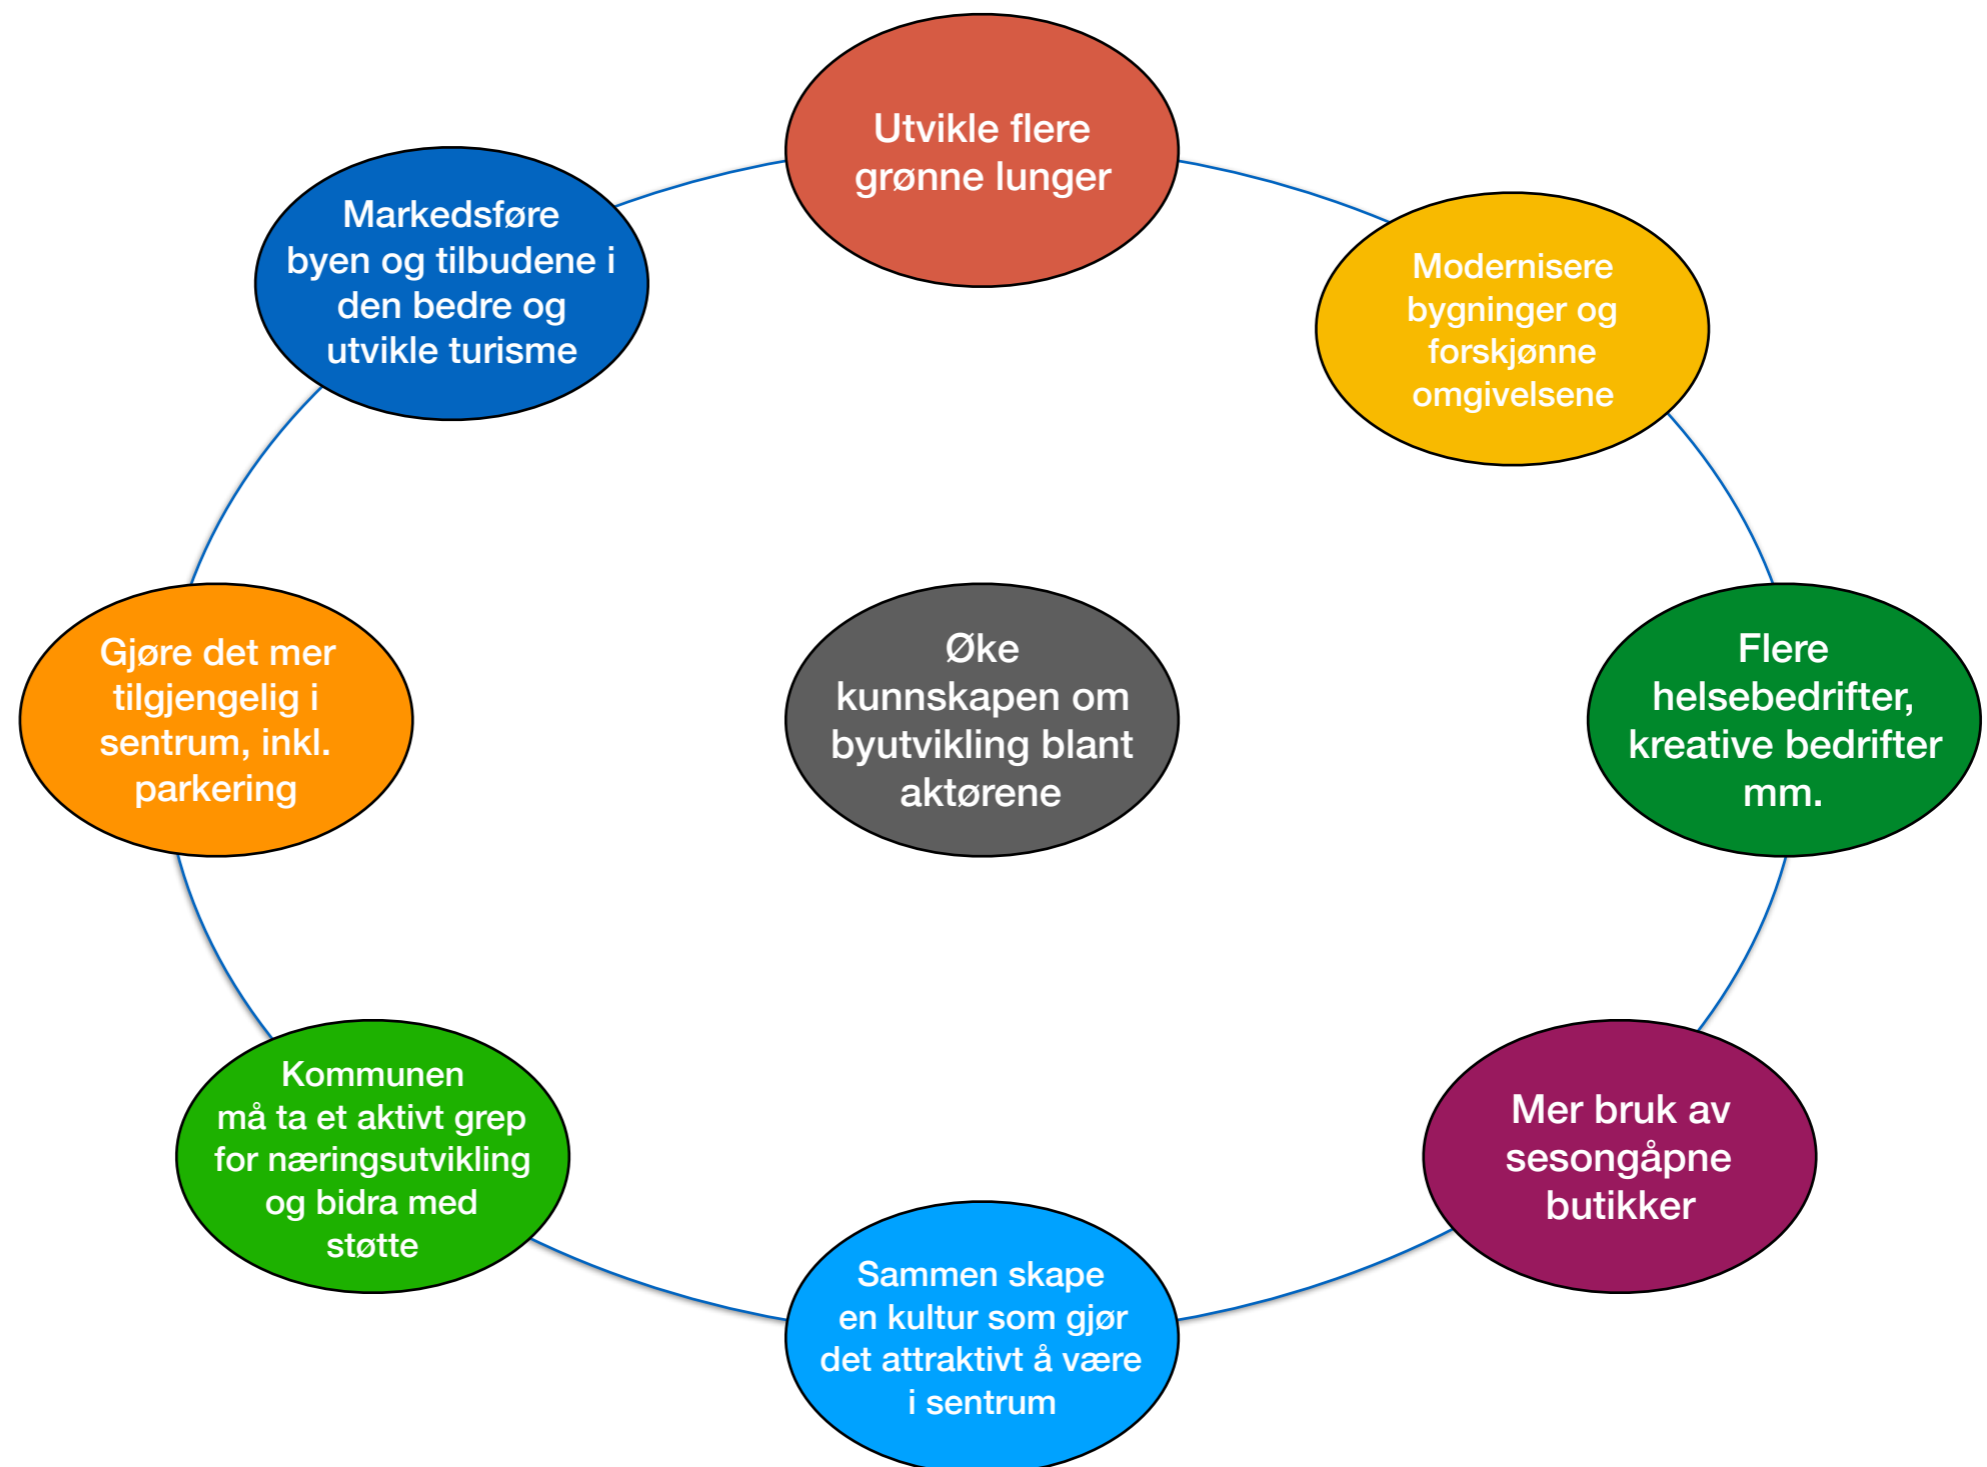 Utvikle flere
grønne lunger
Modernisere
bygninger og
forskjønne
omgivelsene
Flere
helsebedrifter,
kreative bedrifter
mm.
Mer bruk av
sesongåpne
butikker
Sammen skape
en kultur som gjør
det attraktivt å være
i sentrum
Kommunen
må ta et aktivt grep
for næringsutvikling
og bidra med
støtte
Gjøre det mer
tilgjengelig i
sentrum, inkl.
parkering
Markedsføre
byen og tilbudene i
den bedre og
utvikle turisme
Øke
kunnskapen om
byutvikling blant
aktørene